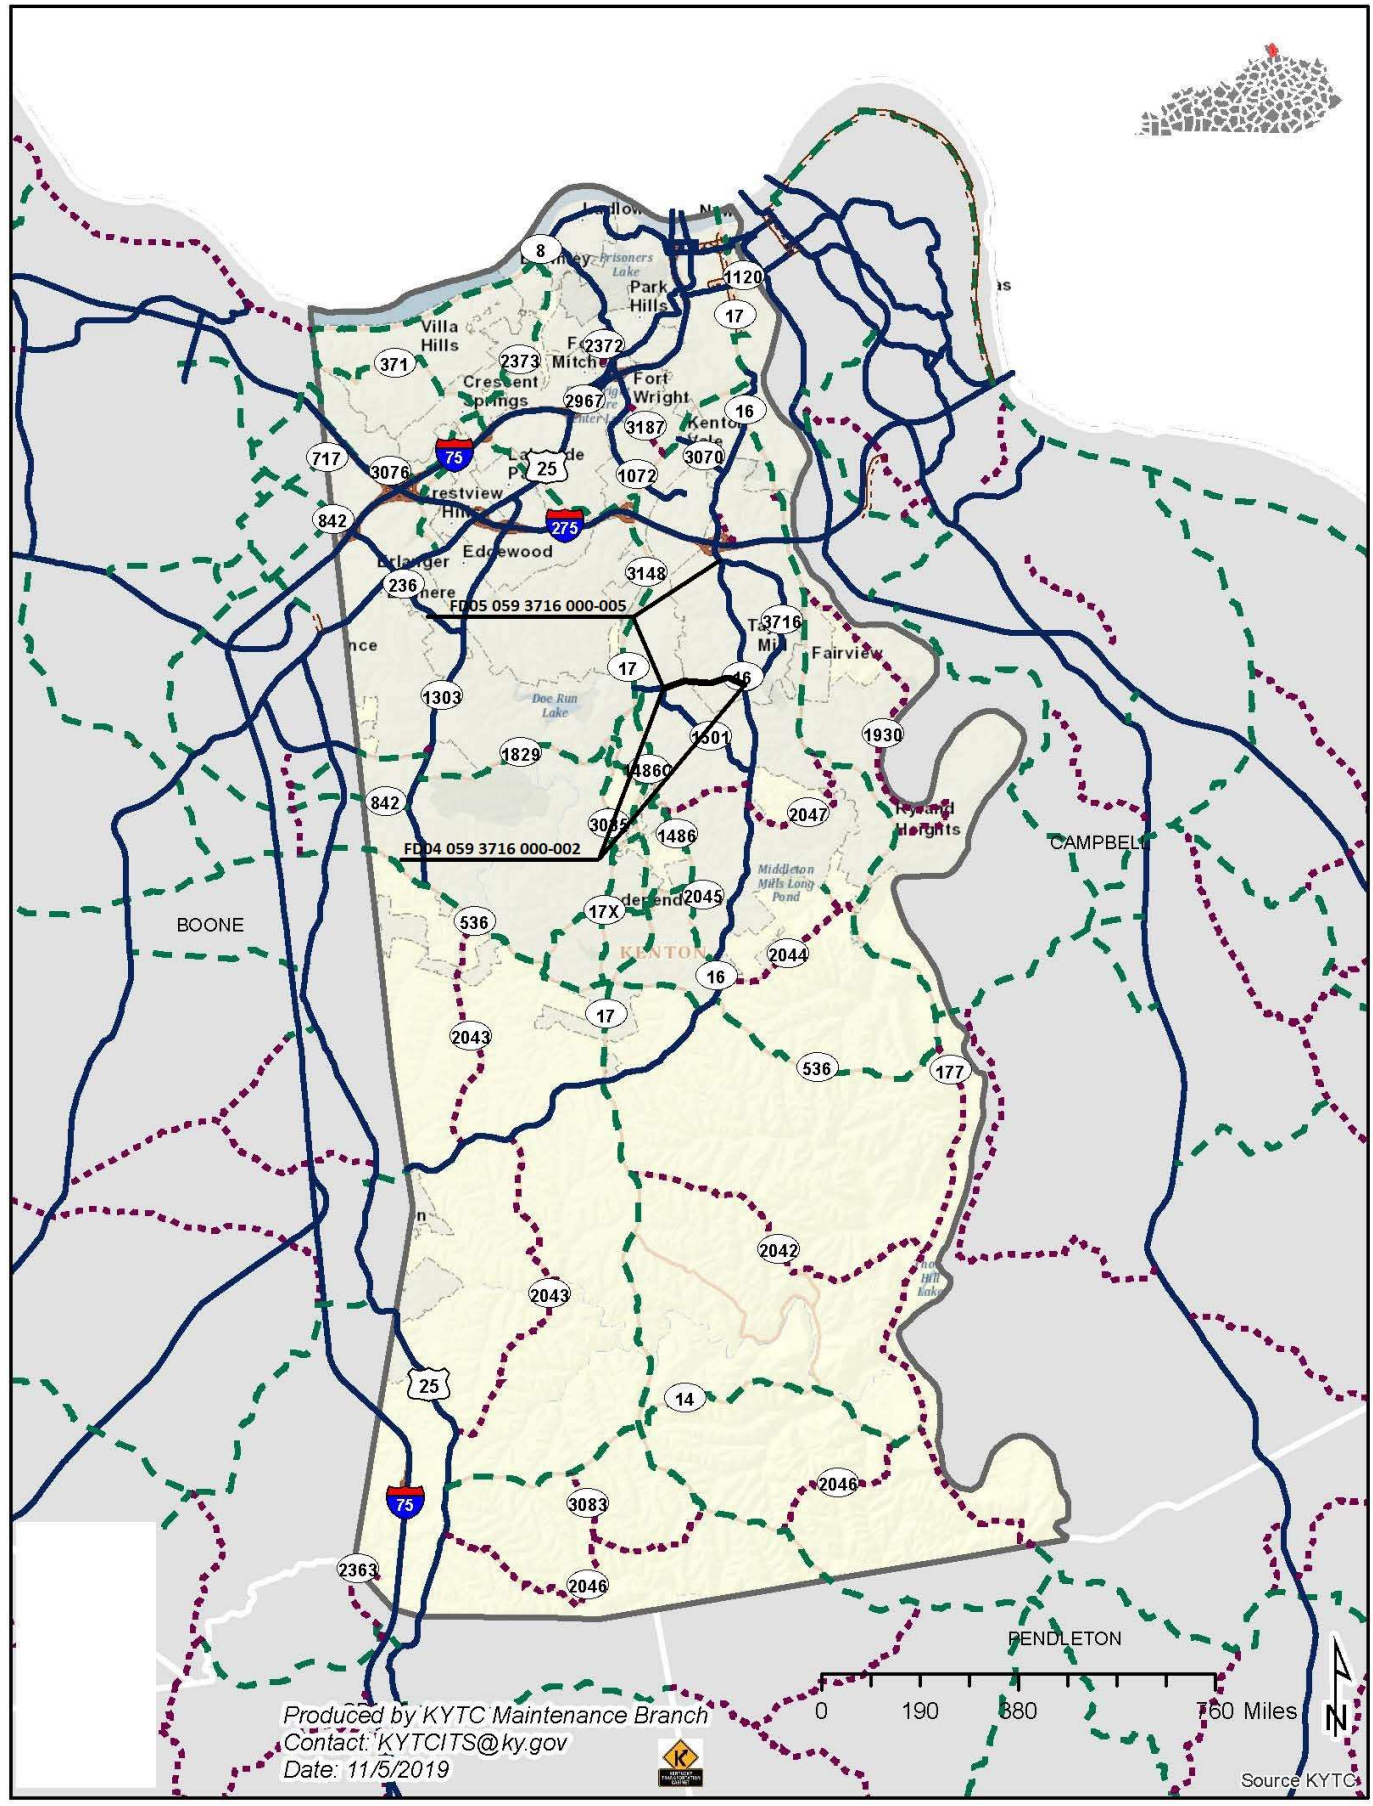 8
Prisoners
Lake
Park
Hills
1120
17
Villa
Hills
371
2373
2372
Crescent
Springs
2967
Fort
Wright
16
3187
75
25
717
3076
3070
1072
842
275
Edgewood
236
3148
FD05 059 3716 000-005
3716
Fairview
17
16
1303
Doe Run
Lake
1501
1930
1829
1486C
842
2047
3035
1486
CAMPBELL
FD04 059 3716 000-002
Middleton
Mills Long
Pond
2045
17X
BOONE
536
KENTON
2044
16
17
2043
536
177
2042
2043
Hill
Lake
25
14
2046
75
3083
2363
2046
PENDLETON
0 190 380 760 Miles
N
Produced by KYTC Maintenance Branch
Contact: KYTCITS@ky.gov
Date: 11/5/2019
Source KYTC